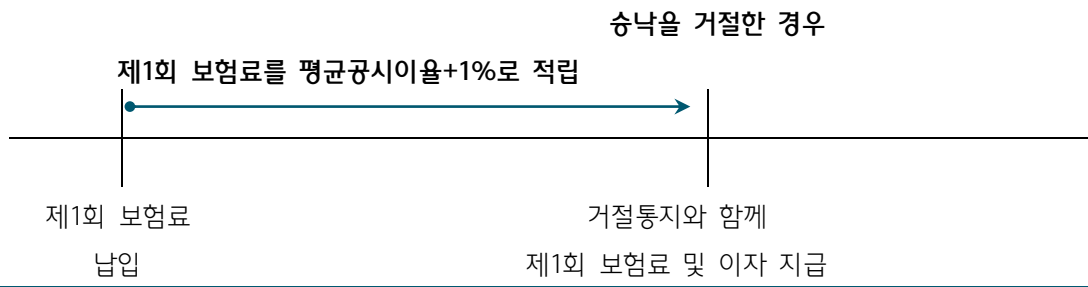 승낙을 거절한 경우
제1회 보험료를 평균공시이율+1%로 적립
제1회 보험료
납입
거절통지와 함께
제1회 보험료 및 이자 지급